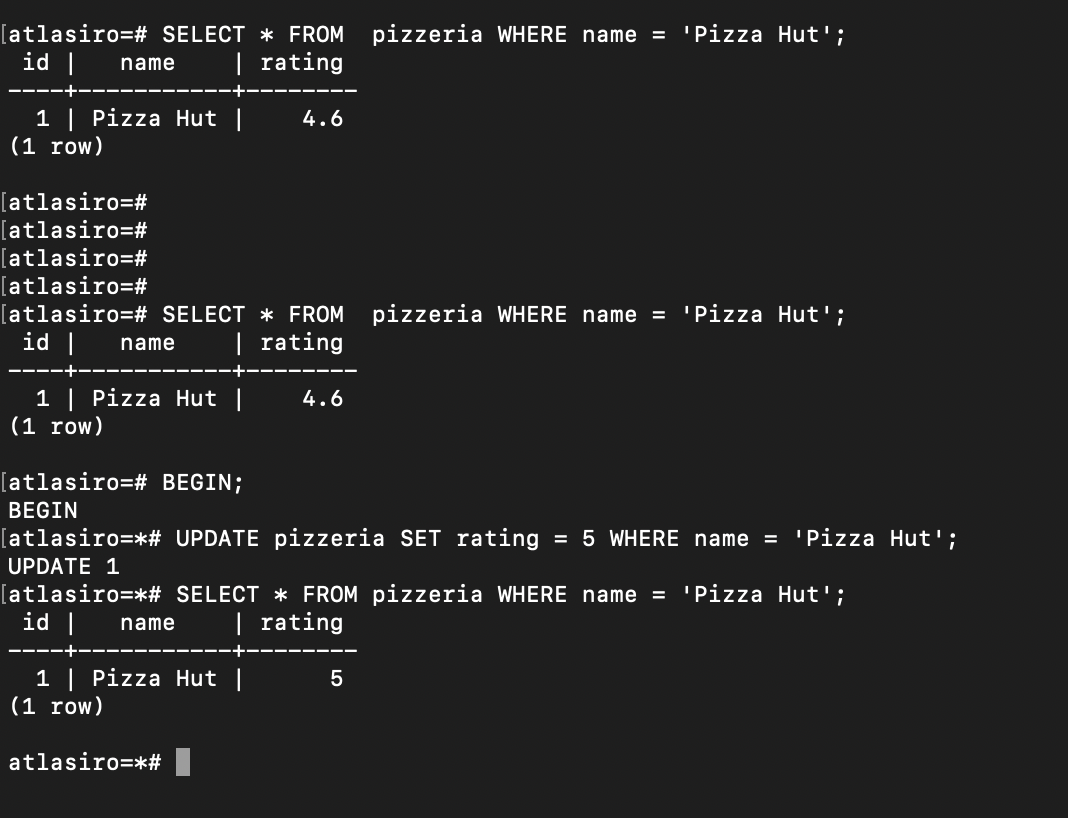 [atlasiro=# SELECT * FROM  pizzeria WHERE name = 'Pizza Hut';
 id |   name    | rating
----+-----------+--------
  1 | Pizza Hut |    4.6
(1 row)
[atlasiro=#
[atlasiro=#
[atlasiro=#
[atlasiro=#
[atlasiro=# SELECT * FROM  pizzeria WHERE name = 'Pizza Hut';
 id |   name    | rating
----+-----------+--------
  1 | Pizza Hut |    4.6
(1 row)
[atlasiro=# BEGIN;
BEGIN
[atlasiro=*# UPDATE pizzeria SET rating = 5 WHERE name = 'Pizza Hut';
UPDATE 1
[atlasiro=*# SELECT * FROM pizzeria WHERE name = 'Pizza Hut';
 id |   name    | rating
----+-----------+--------
  1 | Pizza Hut |      5
(1 row)
atlasiro=*#